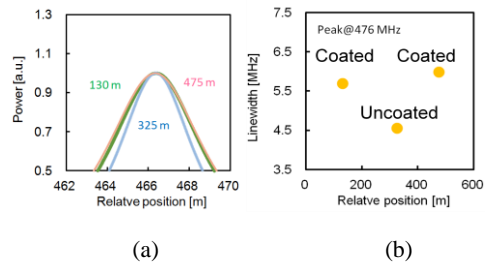 1.3
1.1
0.9
0.7
0.5
Power [a.u.]
130 m
475 m
325 m
462
464
466
468
470
Relatve position [m]
(a)
7.5
6.5
5.5
4.5
3.5
Linewidth [MHz]
Peak@476 MHz
Coated
Coated
Uncoated
0
200
400
600
Relatve position [m]
(b)